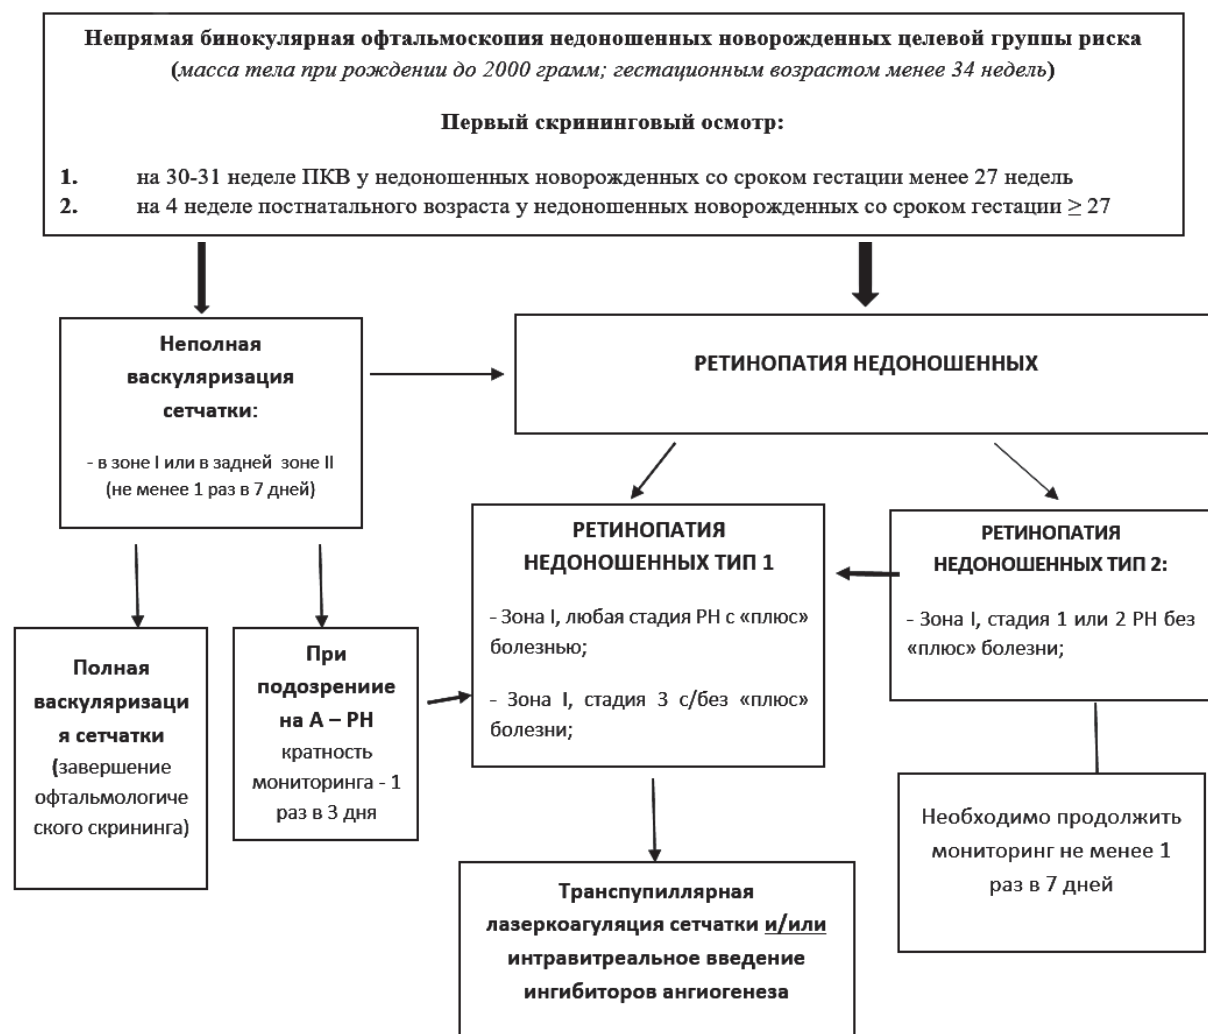 Непрямая бинокулярная офтальмоскопия недоношенных новорожденных целевой группы риска
(масса тела при рождении до 2000 грамм; гестационным возрастом менее 34 недель)
Первый скрининговый осмотр:
1. на 30-31 неделе ПКВ у недоношенных новорожденных со сроком гестации менее 27 недель
2. на 4 неделе постнатального возраста у недоношенных новорожденных со сроком гестации ≥ 27
Неполная
васкуляризация
сетчатки:
- в зоне I или в задней зоне II
(не менее 1 раз в 7 дней)
РЕТИНОПАТИЯ НЕДОНОШЕННЫХ
Полная
васкуляризаци
я сетчатки
(завершение
офтальмологиче
ского скрининга)
При
подозрениие
на А – РН
кратность
мониторинга - 1
раз в 3 дня
РЕТИНОПАТИЯ
НЕДОНОШЕННЫХ ТИП 1
- Зона I, любая стадия РН с «плюс»
болезнью;
- Зона I, стадия 3 с/без «плюс»
болезни;
РЕТИНОПАТИЯ
НЕДОНОШЕННЫХ ТИП 2:
- Зона I, стадия 1 или 2 РН без
«плюс» болезни;
Транспупиллярная
лазеркоагуляция сетчатки и/или
интравитреальное введение
ингибиторов ангиогенеза
Необходимо продолжить
мониторинг не менее 1
раз в 7 дней